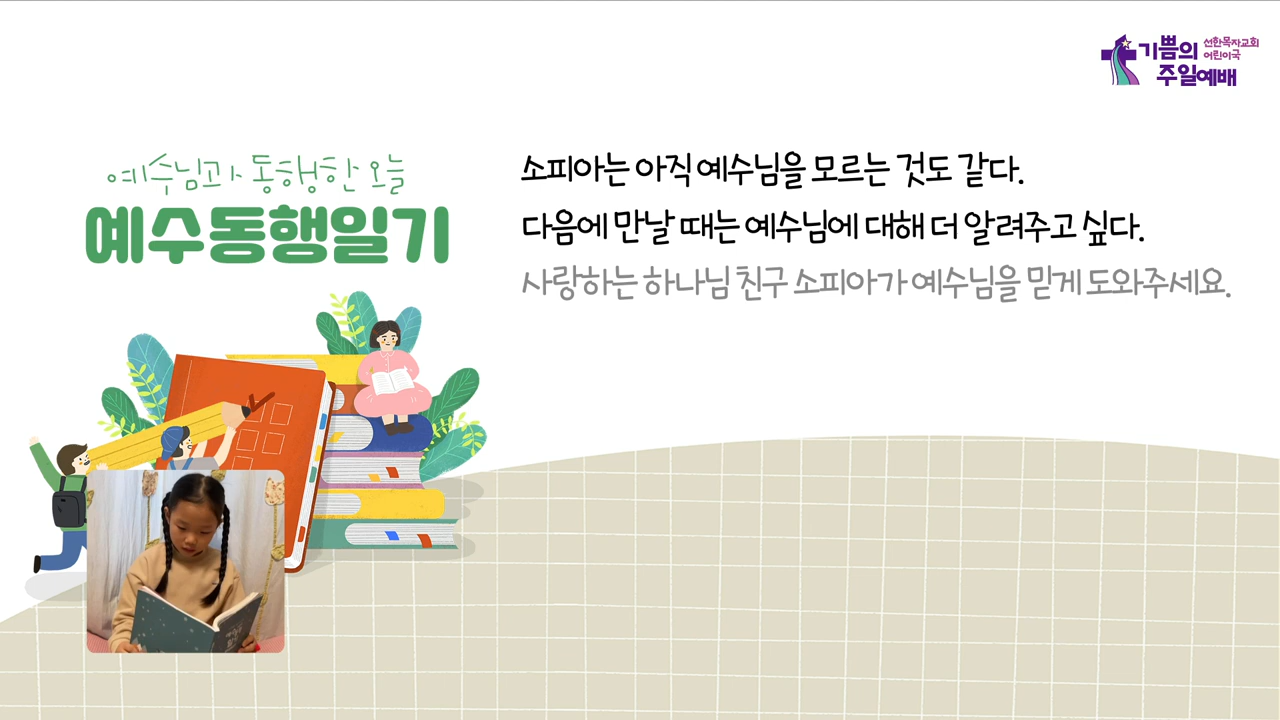 기쁨의
주일예배
선한목자교회
어린이국
예수님과 동행한 오늘
예수동행일기
소피아는 아직 예수님을 모르는 것도 같다.
다음에 만날 때는 예수님에 대해 더 알려주고 싶다.
사랑하는 하나님 친구 소피아가 예수님을 믿게 도와주세요.